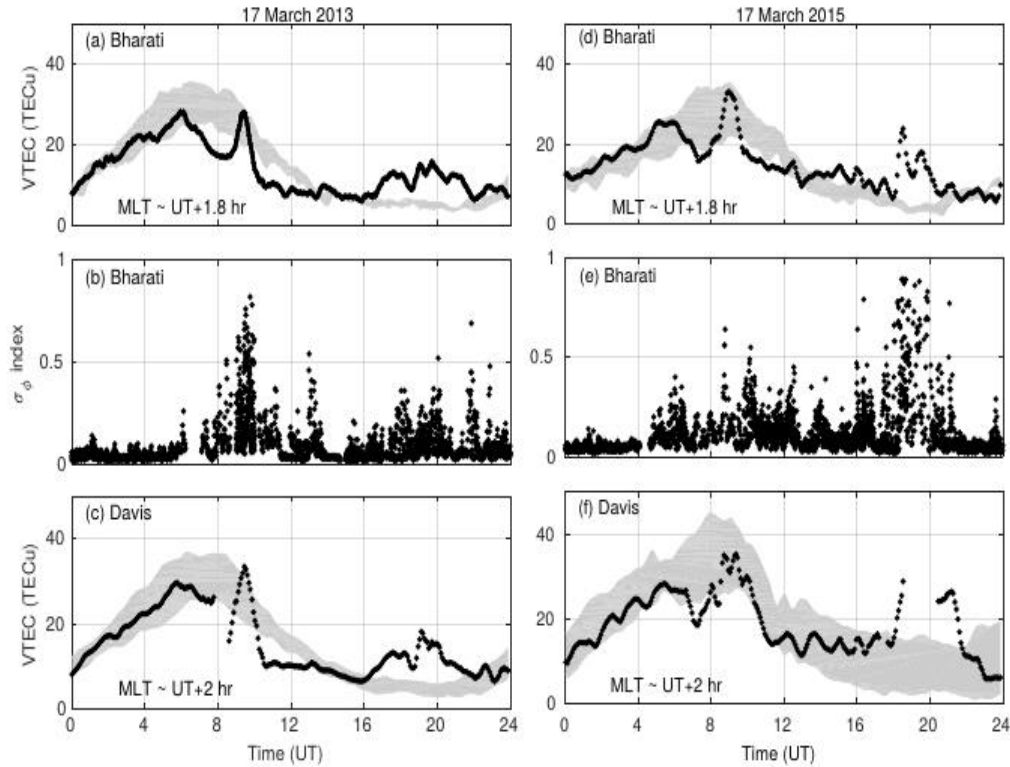 17 March 2013
17 March 2015
(a) Bharati
VTEC (TECu)
40
20
0
MLT ~ UT+1.8 hr
(d) Bharati
40
20
0
MLT ~ UT+1.8 hr
(b) Bharati
σ_ϕ index
1
0.5
0
(e) Bharati
1
0.5
0
(c) Davis
VTEC (TECu)
40
20
0
MLT ~ UT+2 hr
0 4 8 12 16 20 24
Time (UT)
(f) Davis
VTEC (TECu)
40
20
0
MLT ~ UT+2 hr
0 4 8 12 16 20 24
Time (UT)